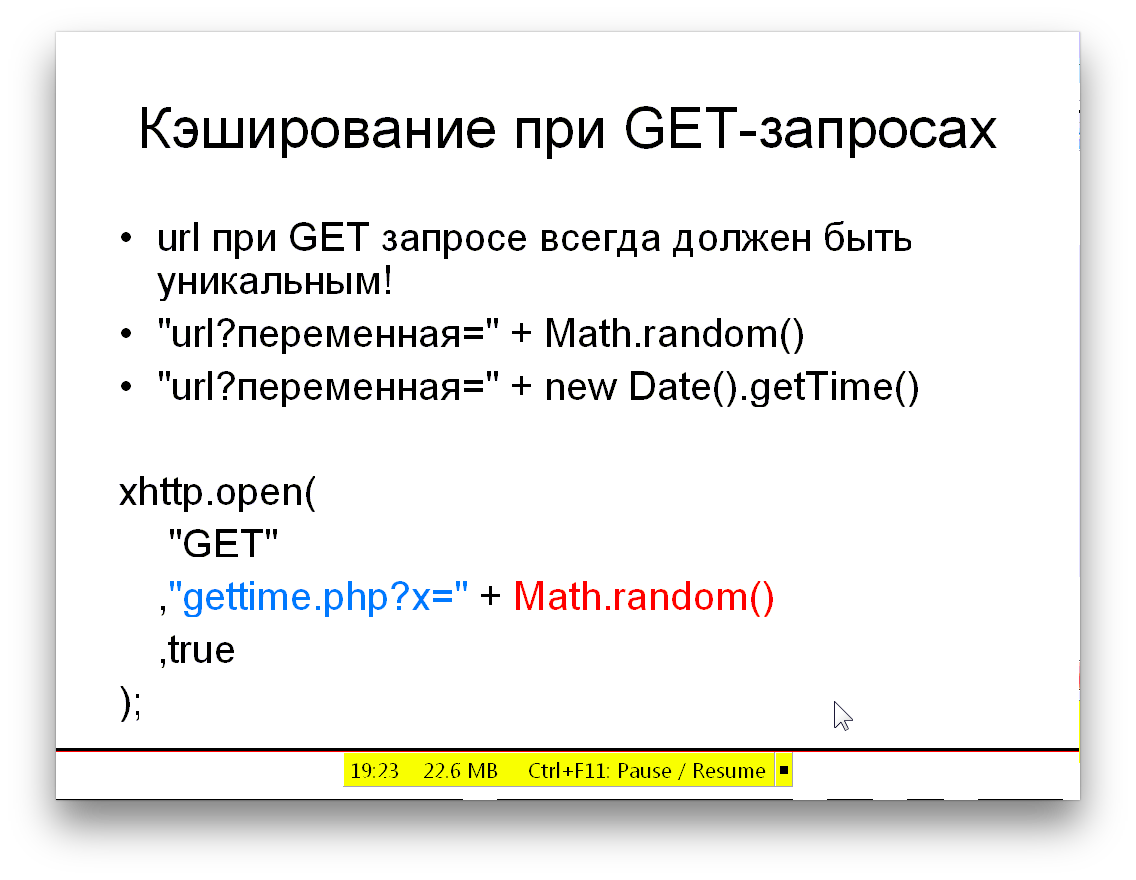 Кэширование при GET-запросах
• url при GET запросе всегда должен быть
уникальным!
• "url?переменная=" + Math.random()
• "url?переменная=" + new Date().getTime()
xhttp.open(
"GET"
,"gettime.php?x=" + Math.random()
,true
);
19:23 22.6 MB Ctrl+F11: Pause / Resume